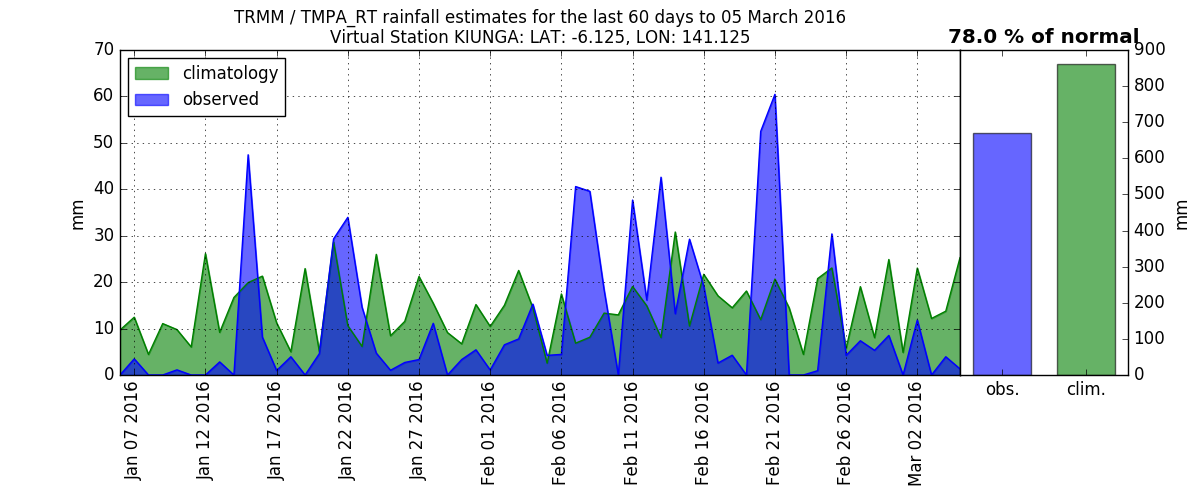 TRMM / TMPA_RT rainfall estimates for the last 60 days to 05 March 2016
Virtual Station KIUNGA: LAT: -6.125, LON: 141.125
78.0 % of normal
climatology
observed
mm
70
60
50
40
30
20
10
0
Jan 07 2016
Jan 12 2016
Jan 17 2016
Jan 22 2016
Jan 27 2016
Feb 01 2016
Feb 06 2016
Feb 11 2016
Feb 16 2016
Feb 21 2016
Feb 26 2016
Mar 02 2016
obs.
clim.
900
800
700
600
500
400
300
200
100
0
mm